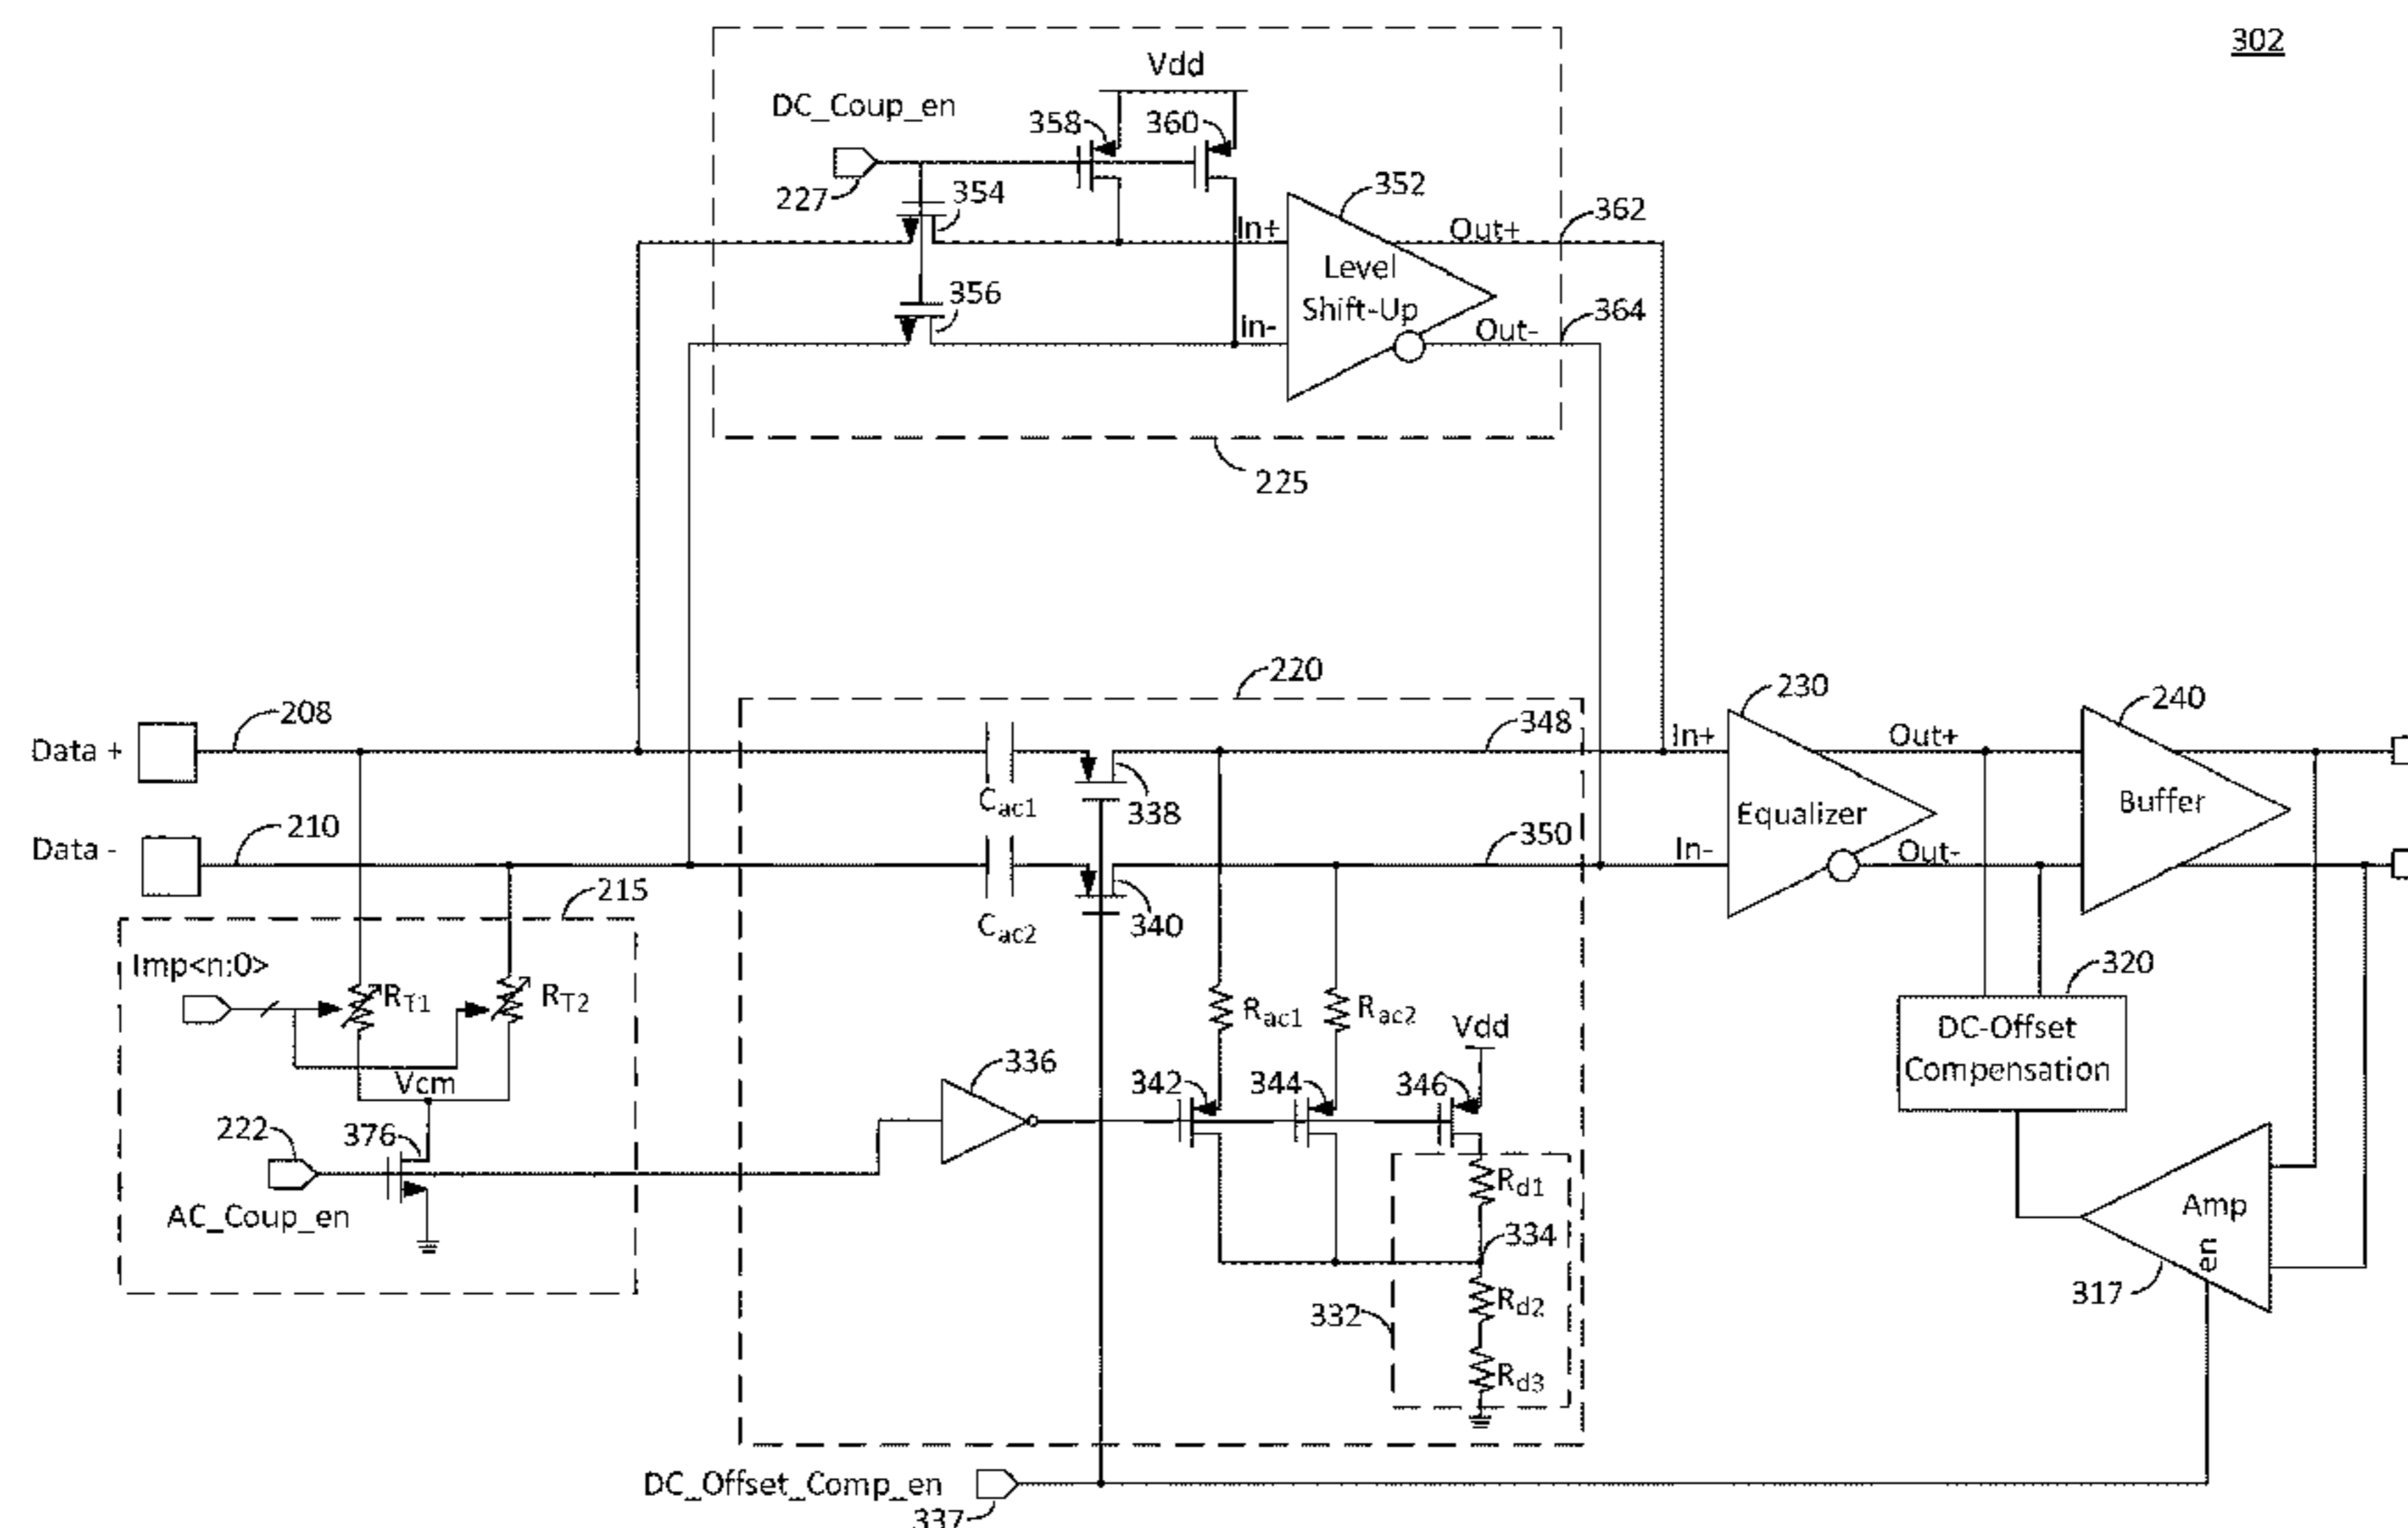 302
Vdd
DC_Coup_en
358
360
227
354
352
362
In+
Out+
Level
Shift-Up
356
In-
Out-
364
225
220
208
348
230
240
Data +
In+
Out+
Cac1
338
Equalizer
Buffer
210
350
Data -
In-
Out-
215
340
Cac2
320
Imp<n:0>
RT1
RT2
Rac1
Rac2
Vdd
DC-Offset
Compensation
336
342
344
346
Vcm
222
376
Rd1
Amp
AC_Coup_en
334
en
332
Rd2
317
Rd3
DC_Offset_Comp_en
337